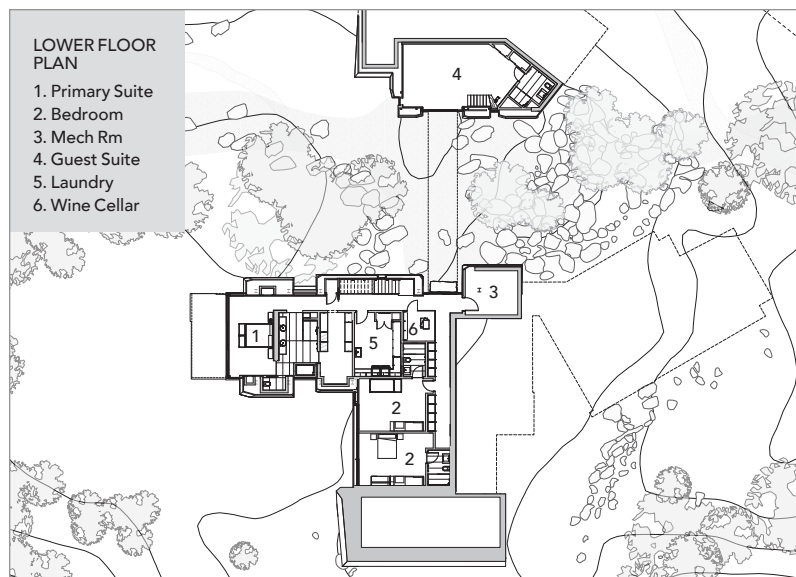 LOWER FLOOR
PLAN
1. Primary Suite
2. Bedroom
3. Mech Rm
4. Guest Suite
5. Laundry
6. Wine Cellar
4
3
1
5
6
2
2